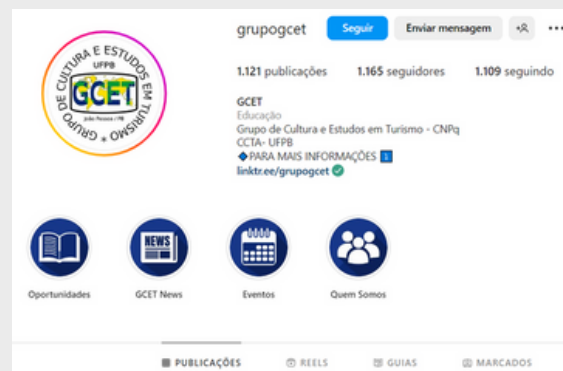 grupogcet Seguir Enviar mensagem
1.121 publicações 1.165 seguidores 1.109 seguindo
GRUPO DE CULTURA E ESTUDOS EM TURISMO *
UFPB
GCET
João Pessoa / PB
GCET
Educação
Grupo de Cultura e Estudos em Turismo - CNPq
CCTA- UFPB
PARA MAIS INFORMAÇÕES
linktr.ee/grupogcet
NEWS
Oportunidades GCET News Eventos Quem Somos
PUBLICAÇÕES REELS GUIAS MARCADOS